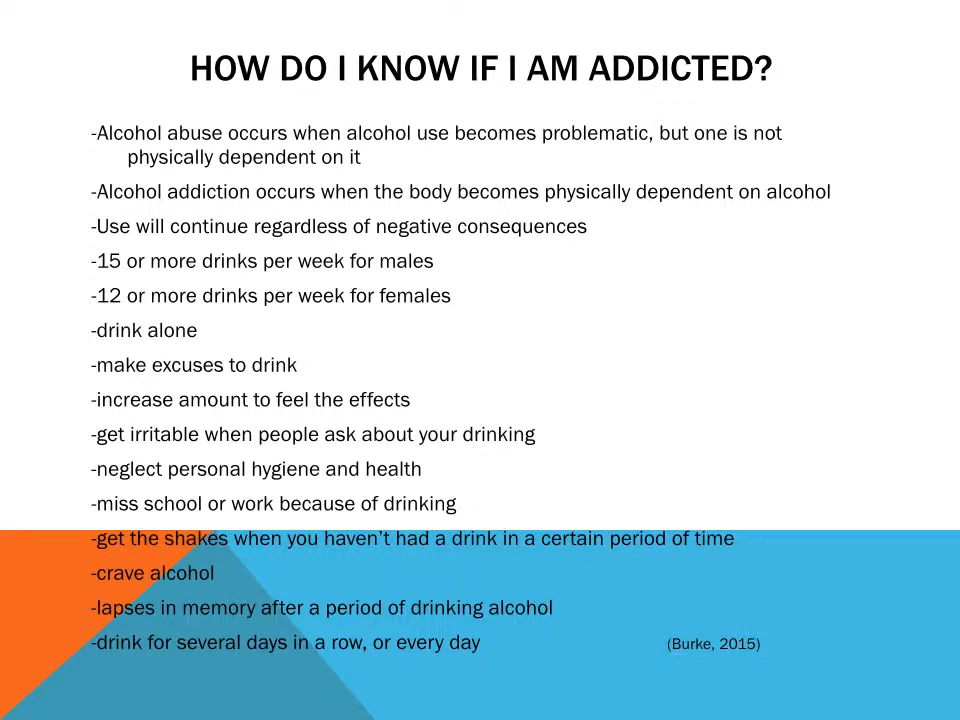 HOW DO I KNOW IF I AM ADDICTED?
-Alcohol abuse occurs when alcohol use becomes problematic, but one is not
physically dependent on it
-Alcohol addiction occurs when the body becomes physically dependent on alcohol
-Use will continue regardless of negative consequences
-15 or more drinks per week for males
-12 or more drinks per week for females
-drink alone
-make excuses to drink
-increase amount to feel the effects
-get irritable when people ask about your drinking
-neglect personal hygiene and health
-miss school or work because of drinking
-get the shakes when you haven’t had a drink in a certain period of time
-crave alcohol
-lapses in memory after a period of drinking alcohol
-drink for several days in a row, or every day (Burke, 2015)